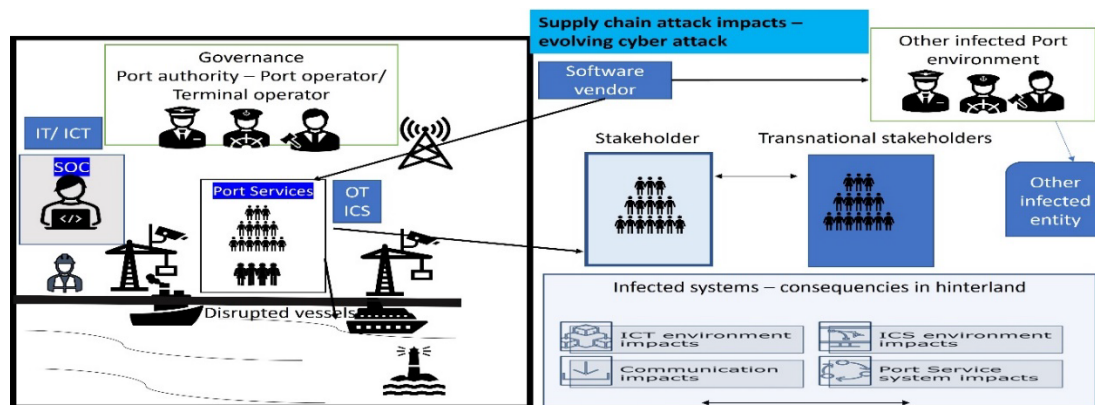 Supply chain attack impacts –
evolving cyber attack
Governance
Port authority – Port operator/
Terminal operator
IT/ ICT
SOC
</>
Port Services
OT
ICS
Disrupted vessels
Software
vendor
Other infected Port
environment
Stakeholder
Transnational stakeholders
Other
infected
entity
Infected systems – consequencies in hinterland
ICT environment
impacts
ICS environment
impacts
Communication
impacts
Port Service
system impacts